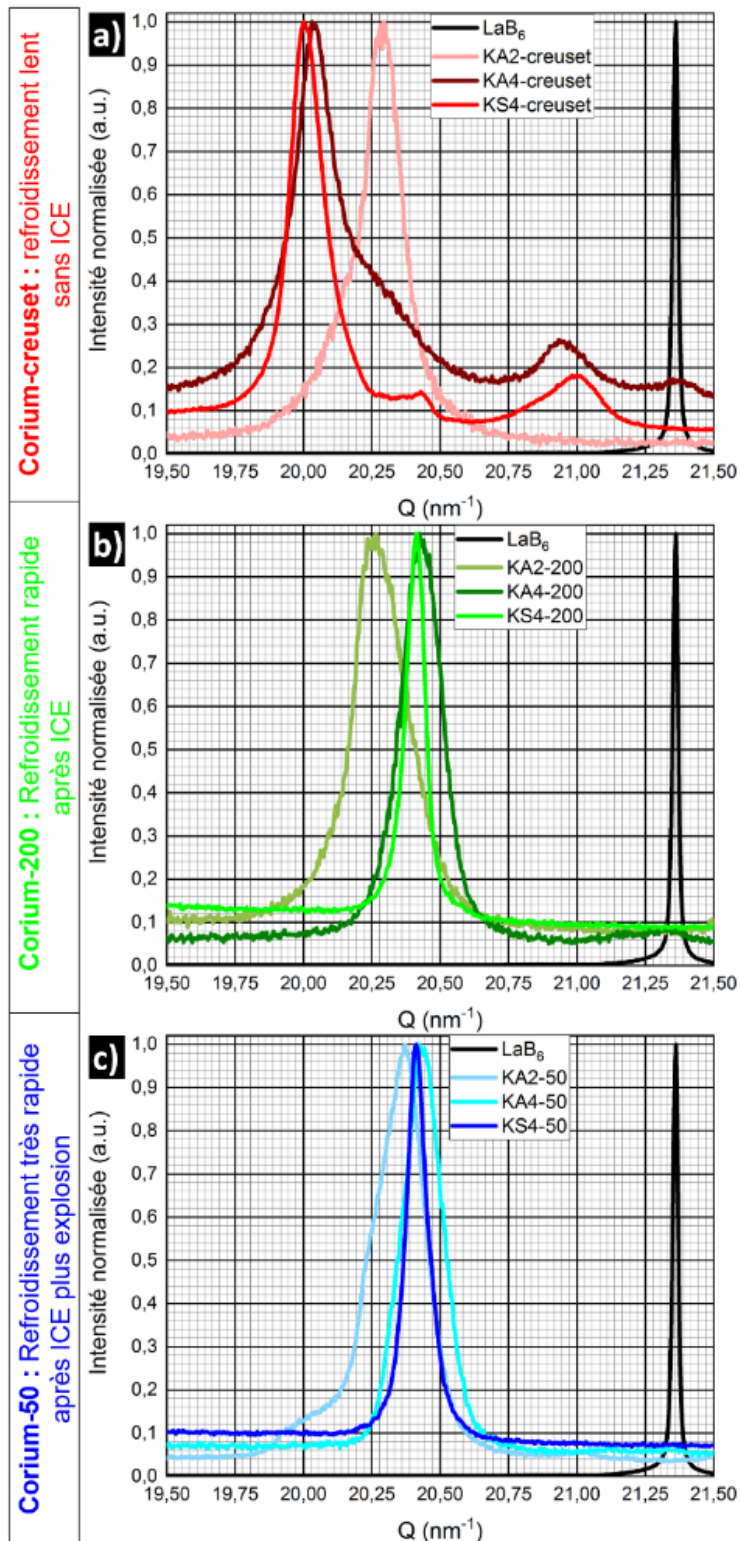 Corium-creuset : refroidissement lent
sans ICE
a)
Intensité normalisée (a.u.)
1,0
0,9
0,8
0,7
0,6
0,5
0,4
0,3
0,2
0,1
0,0
LaB₆
KA2-creuset
KA4-creuset
KS4-creuset
19,50 19,75 20,00 20,25 20,50 20,75 21,00 21,25 21,50
Q (nm⁻¹)
Corium-200 : Refroidissement rapide
après ICE
b)
Intensité normalisée (a.u.)
1,0
0,9
0,8
0,7
0,6
0,5
0,4
0,3
0,2
0,1
0,0
LaB₆
KA2-200
KA4-200
KS4-200
19,50 19,75 20,00 20,25 20,50 20,75 21,00 21,25 21,50
Q (nm⁻¹)
Corium-50 : Refroidissement très rapide
après ICE plus explosion
c)
Intensité normalisée (a.u.)
1,0
0,9
0,8
0,7
0,6
0,5
0,4
0,3
0,2
0,1
0,0
LaB₆
KA2-50
KA4-50
KS4-50
19,50 19,75 20,00 20,25 20,50 20,75 21,00 21,25 21,50
Q (nm⁻¹)